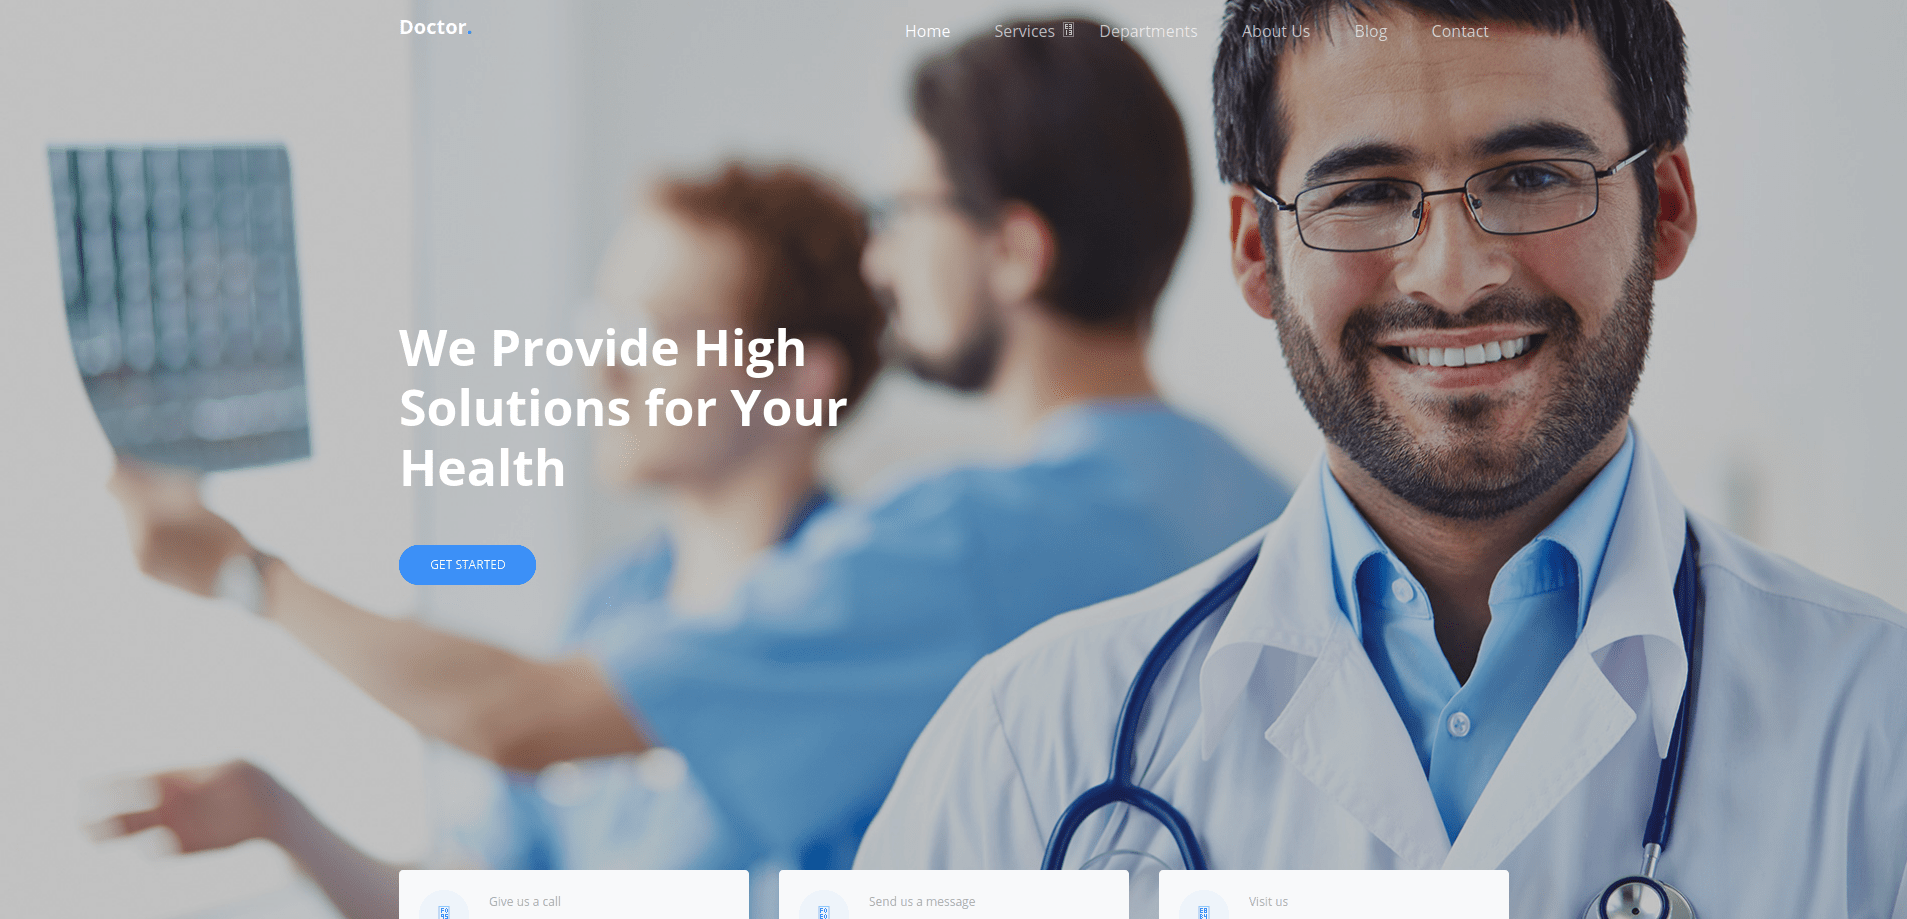 Doctor.
Home Services Departments About Us Blog Contact
We Provide High
Solutions for Your
Health
GET STARTED
Give us a call
Send us a message
Visit us